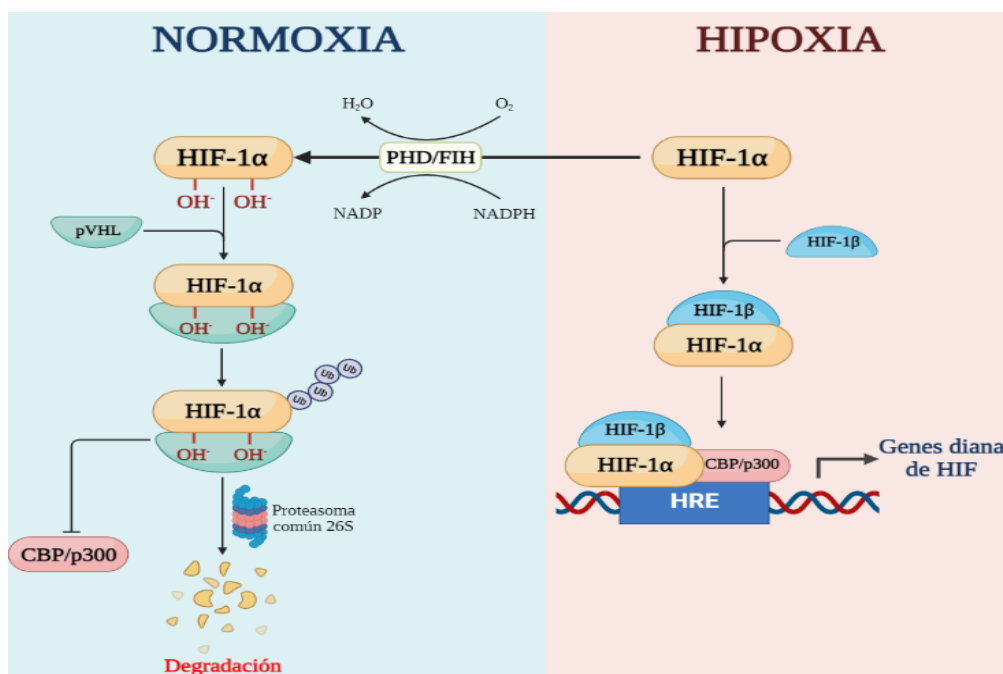 NORMOXIA
H₂O
O₂
HIF-1α
PHD/FIH
OH⁻
OH⁻
NADP
NADPH
pVHL
HIF-1α
OH⁻
OH⁻
Ub
Ub
Ub
Ub
HIF-1α
OH⁻
OH⁻
Proteasoma
común 26S
CBP/p300
Degradación
HIPOXIA
HIF-1α
HIF-1β
HIF-1β
HIF-1α
HIF-1β
HIF-1α
CBP/p300
HRE
Genes diana
de HIF